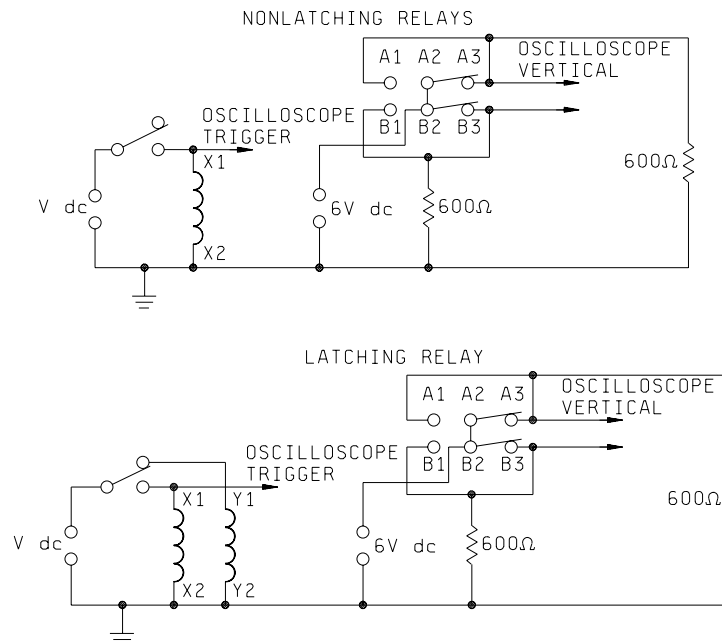 NONLATCHING RELAYS
A1 A2 A3
OSCILLOSCOPE
VERTICAL
OSCILLOSCOPE
TRIGGER
B1 B2 B3
X1
600Ω
V dc
6V dc
600Ω
X2
LATCHING RELAY
A1 A2 A3
OSCILLOSCOPE
VERTICAL
OSCILLOSCOPE
TRIGGER
B1 B2 B3
X1 Y1
600Ω
V dc
6V dc
600Ω
X2 Y2